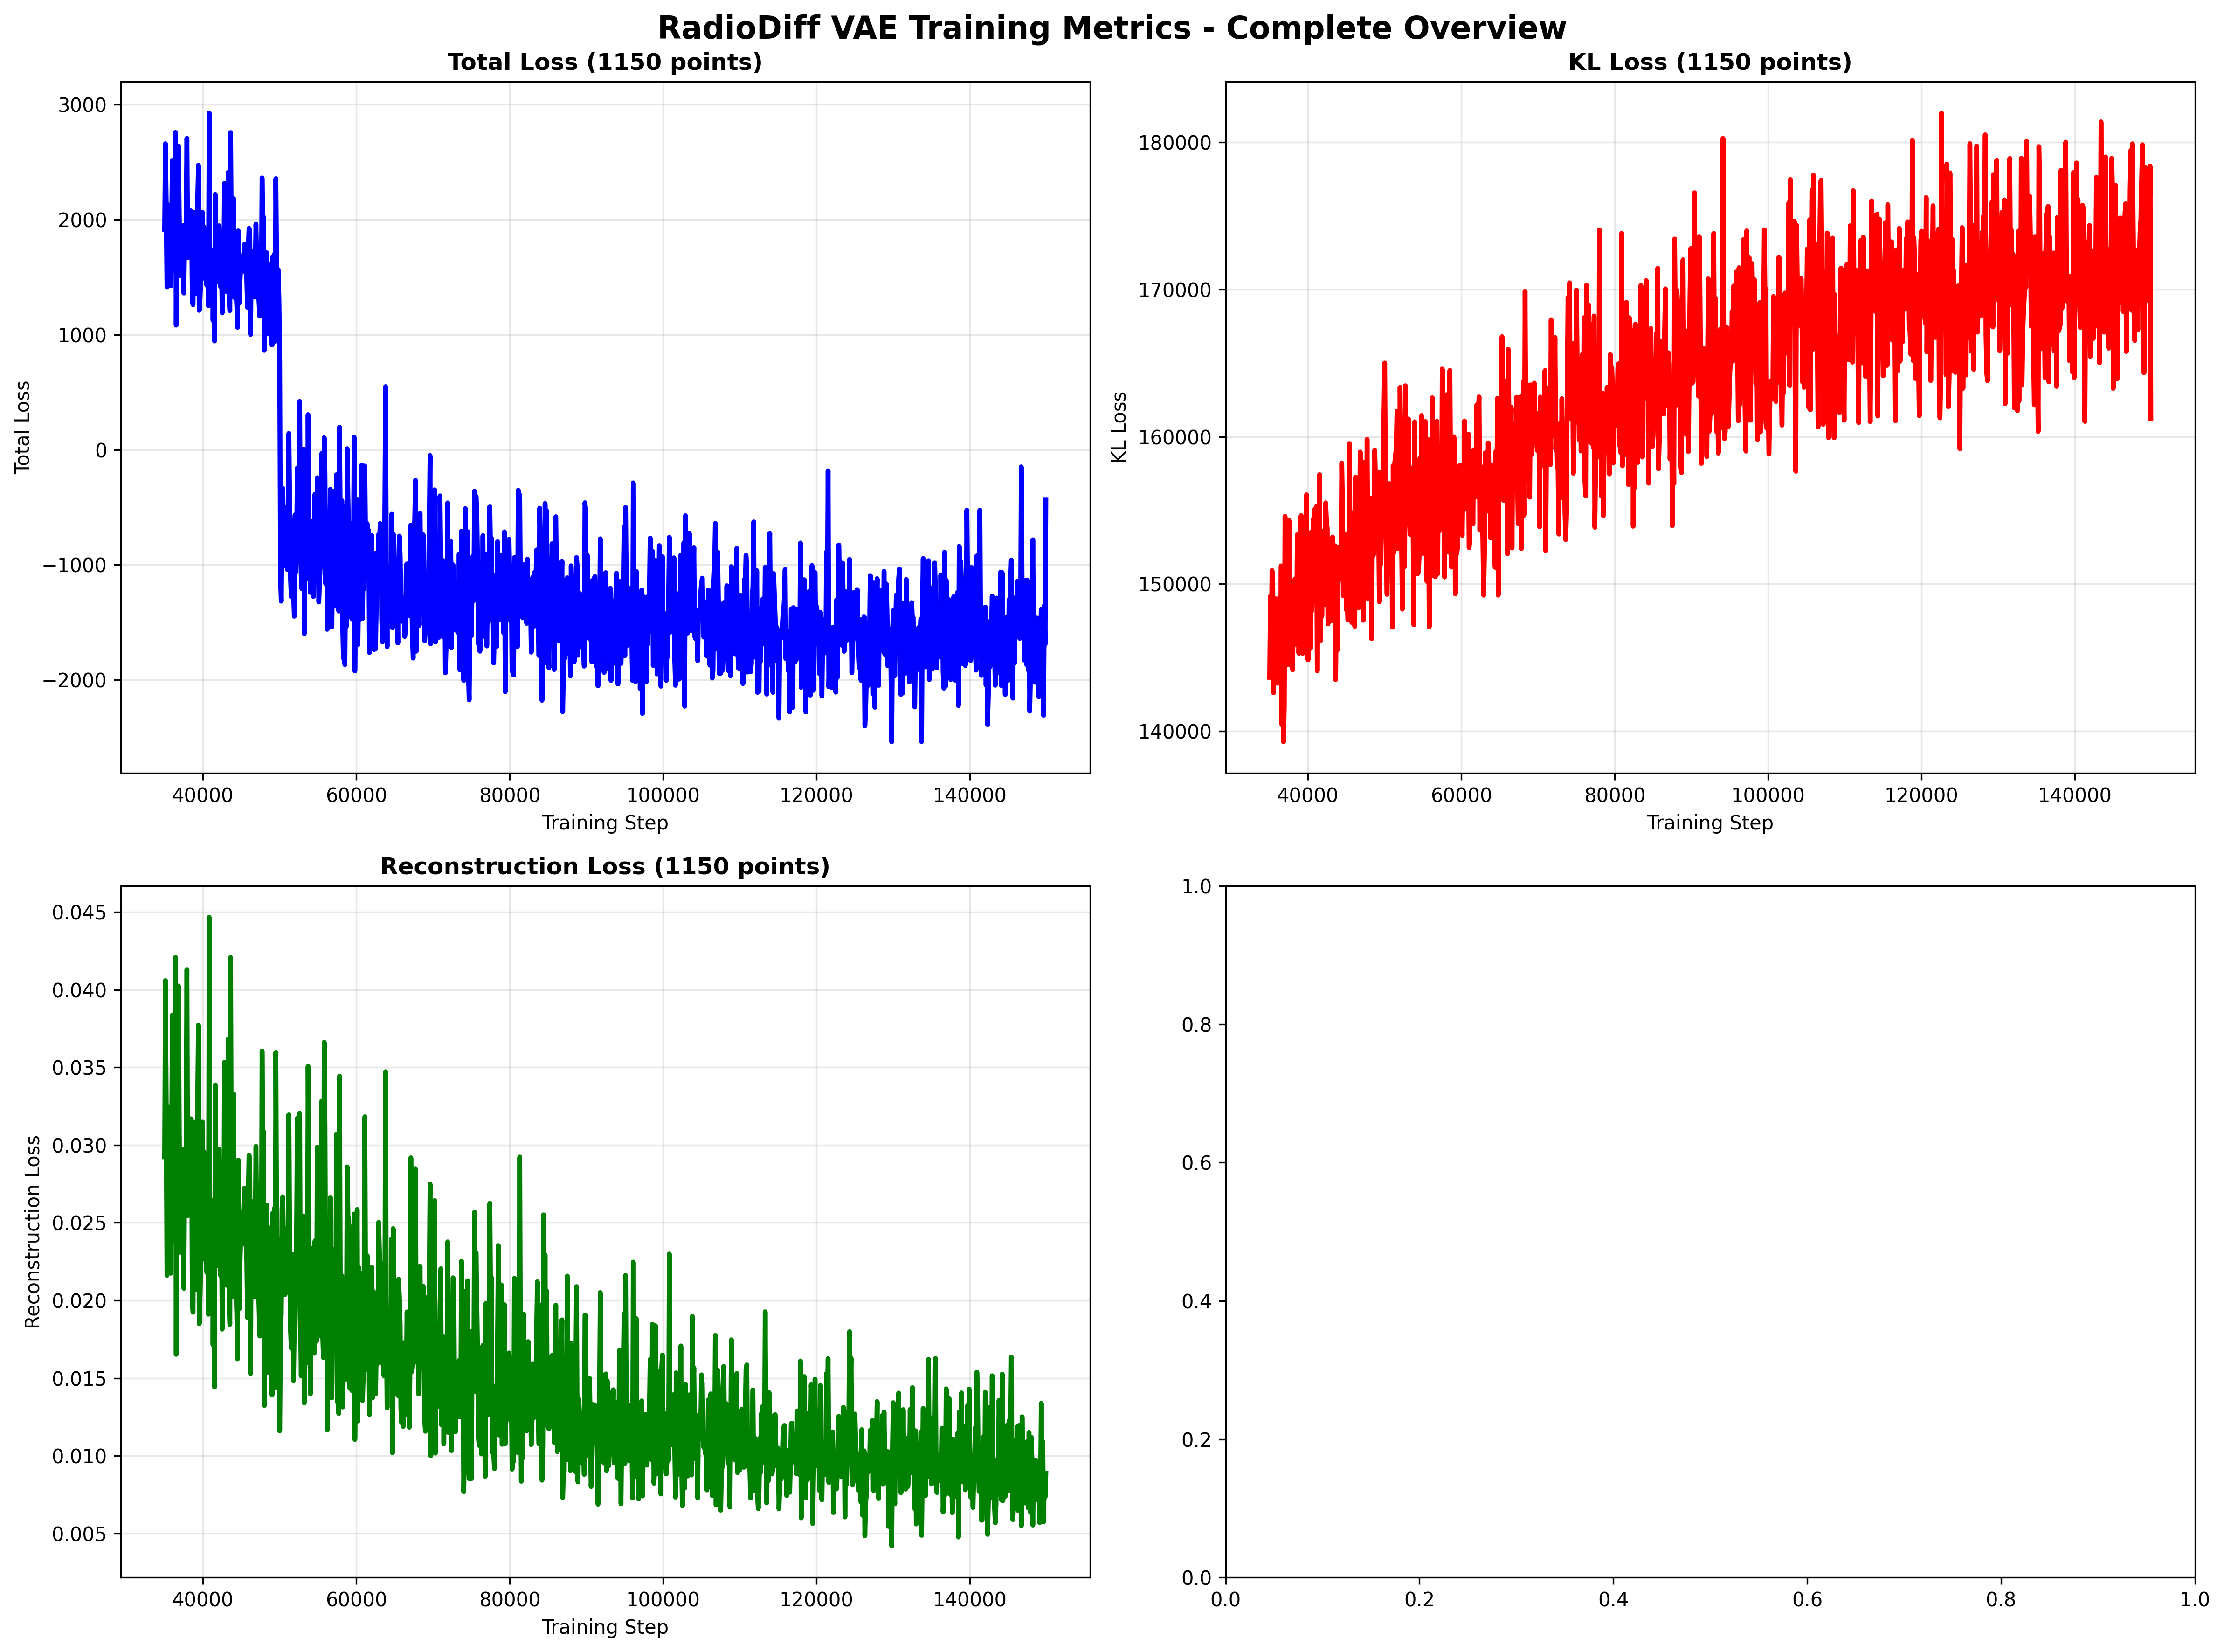 RadioDiff VAE Training Metrics - Complete Overview
Total Loss (1150 points)
3000
2000
1000
0
−1000
−2000
Total Loss
40000 60000 80000 100000 120000 140000
Training Step
KL Loss (1150 points)
180000
170000
160000
150000
140000
KL Loss
40000 60000 80000 100000 120000 140000
Training Step
Reconstruction Loss (1150 points)
0.045
0.040
0.035
0.030
0.025
0.020
0.015
0.010
0.005
Reconstruction Loss
40000 60000 80000 100000 120000 140000
Training Step
1.0
0.8
0.6
0.4
0.2
0.0
0.0 0.2 0.4 0.6 0.8 1.0